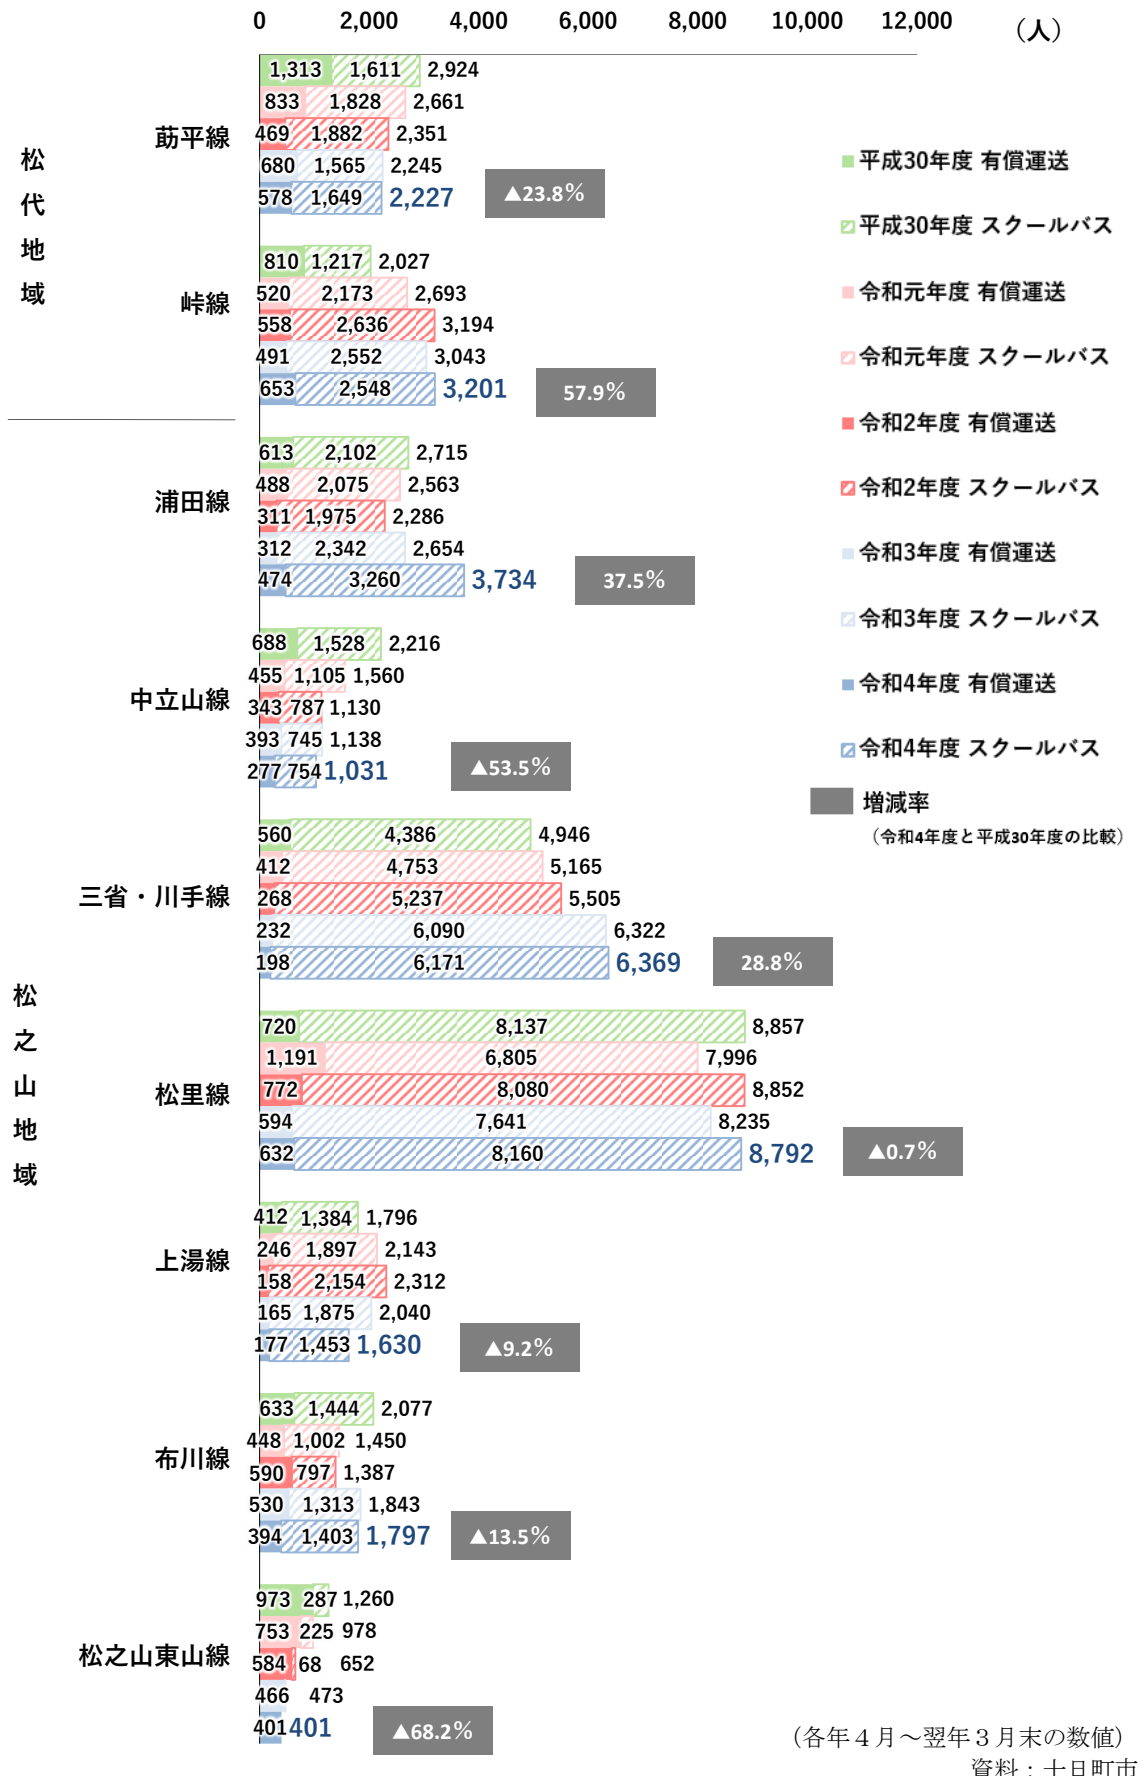 0 2,000 4,000 6,000 8,000 10,000 12,000 （人）
松代地域
莇平線
1,313 1,611 2,924
833 1,828 2,661
469 1,882 2,351
680 1,565 2,245
578 1,649 2,227 ▲23.8%
峠線
810 1,217 2,027
520 2,173 2,693
558 2,636 3,194
491 2,552 3,043
653 2,548 3,201 57.9%
松之山地域
浦田線
613 2,102 2,715
488 2,075 2,563
311 1,975 2,286
312 2,342 2,654
474 3,260 3,734 37.5%
中立山線
688 1,528 2,216
455 1,105 1,560
343 787 1,130
393 745 1,138
277 754 1,031 ▲53.5%
三省・川手線
560 4,386 4,946
412 4,753 5,165
268 5,237 5,505
232 6,090 6,322
198 6,171 6,369 28.8%
松里線
720 8,137 8,857
1,191 6,805 7,996
772 8,080 8,852
594 7,641 8,235
632 8,160 8,792 ▲0.7%
上湯線
412 1,384 1,796
246 1,897 2,143
158 2,154 2,312
165 1,875 2,040
177 1,453 1,630 ▲9.2%
布川線
633 1,444 2,077
448 1,002 1,450
590 797 1,387
530 1,313 1,843
394 1,403 1,797 ▲13.5%
松之山東山線
973 287 1,260
753 225 978
584 68 652
466 473
401 401 ▲68.2%
平成30年度 有償運送
平成30年度 スクールバス
令和元年度 有償運送
令和元年度 スクールバス
令和2年度 有償運送
令和2年度 スクールバス
令和3年度 有償運送
令和3年度 スクールバス
令和4年度 有償運送
令和4年度 スクールバス
増減率
（令和4年度と平成30年度の比較）
（各年４月～翌年３月末の数値）
資料：十日町市